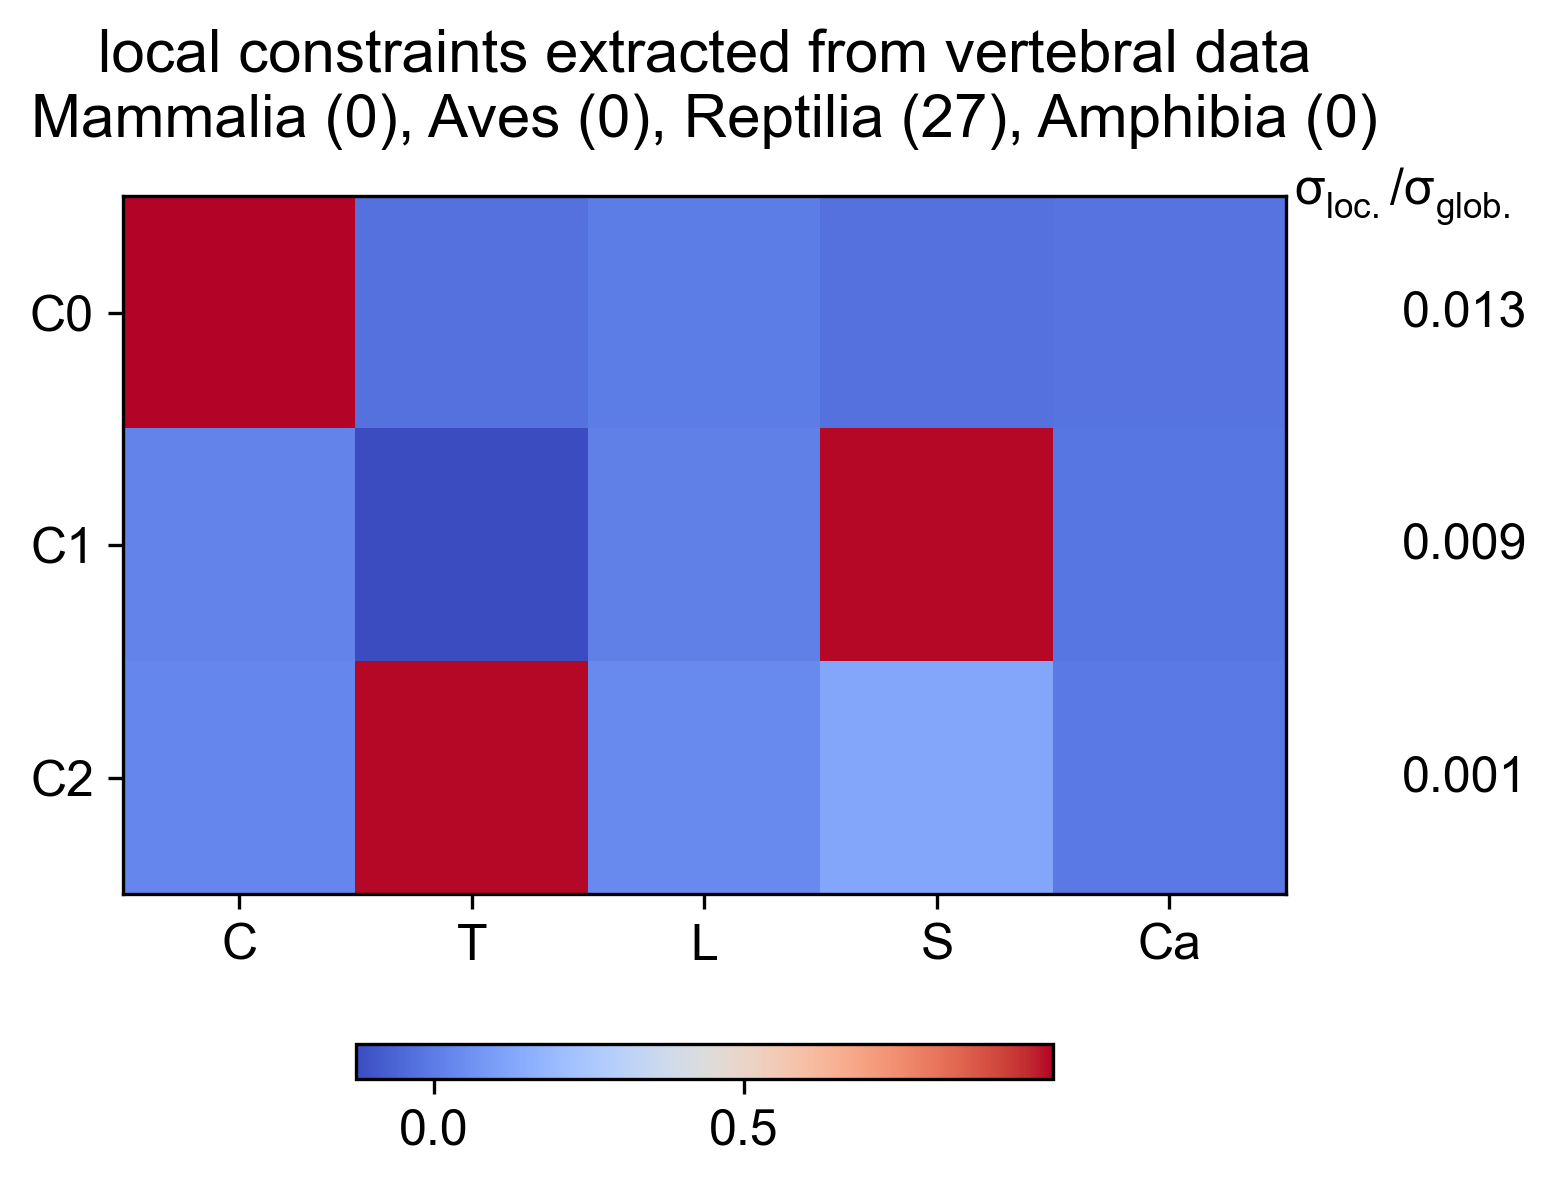 local constraints extracted from vertebral data
Mammalia (0), Aves (0), Reptilia (27), Amphibia (0)
σloc. /σglob.
C0 0.013
C1 0.009
C2 0.001
C T L S Ca
0.0 0.5